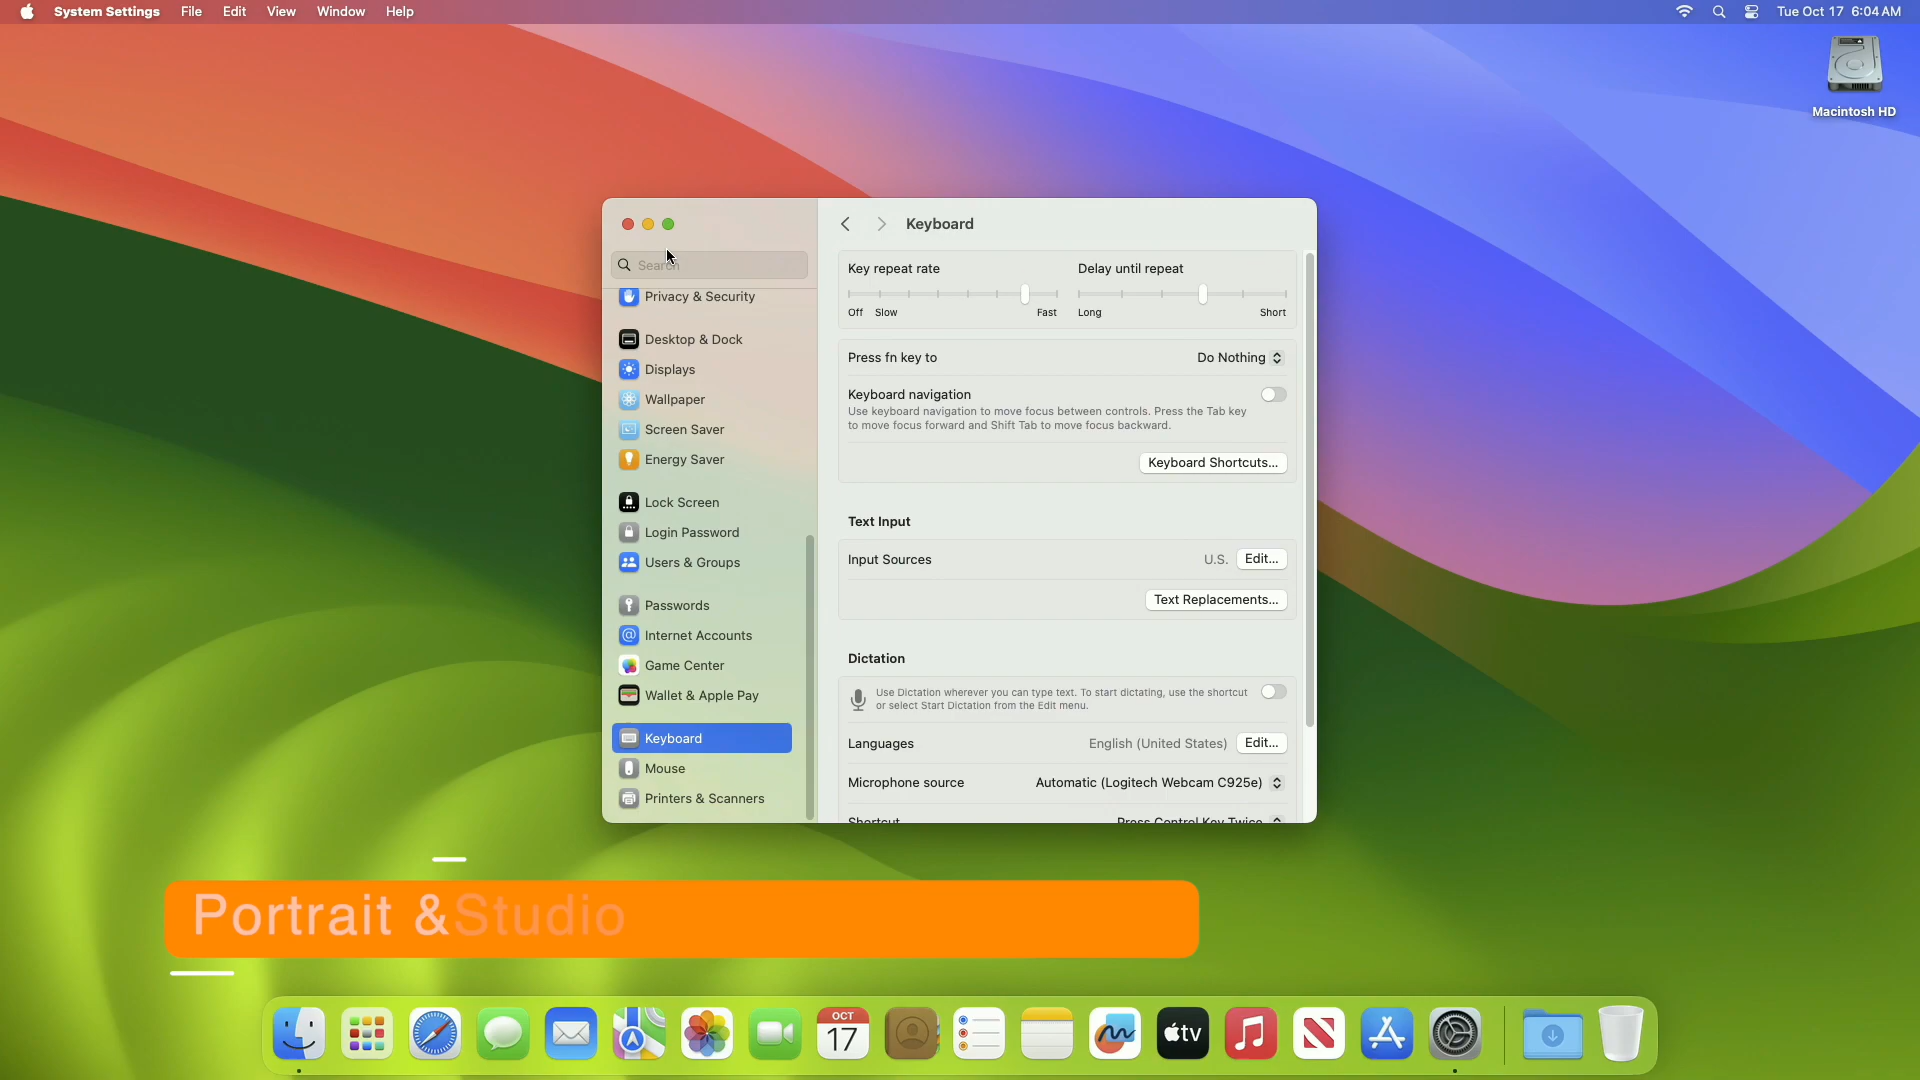 System Settings File Edit View Window Help
Tue Oct 17 6:04 AM
Macintosh HD
Search
Privacy & Security
Desktop & Dock
Displays
Wallpaper
Screen Saver
Energy Saver
Lock Screen
Login Password
Users & Groups
Passwords
Internet Accounts
Game Center
Wallet & Apple Pay
Keyboard
Mouse
Printers & Scanners
Keyboard
Key repeat rate Delay until repeat
Off Slow Fast Long Short
Press fn key to Do Nothing
Keyboard navigation
Use keyboard navigation to move focus between controls. Press the Tab key
to move focus forward and Shift Tab to move focus backward.
Keyboard Shortcuts...
Text Input
Input Sources U.S. Edit...
Text Replacements...
Dictation
Use Dictation wherever you can type text. To start dictating, use the shortcut
or select Start Dictation from the Edit menu.
Languages English (United States) Edit...
Microphone source Automatic (Logitech Webcam C925e)
Shortcut Press Control Key Twice
Portrait & Studio
OCT
17
tv